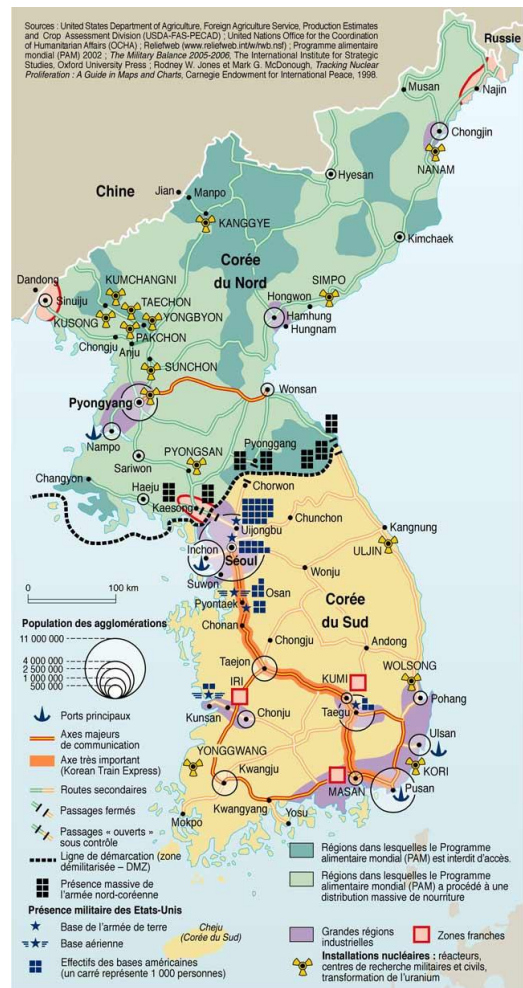 Sources : United States Department of Agriculture, Foreign Agriculture Service, Production Estimates
and Crop Assessment Division (USDA-FAS-PECAD) ; United Nations Office for the Coordination
of Humanitarian Affairs (OCHA) ; Reliefweb (www.reliefweb.int/w/rwb.nsf) ; Programme alimentaire
mondial (PAM) 2002 ; The Military Balance 2005-2006, The International Institute for Strategic
Studies, Oxford University Press ; Rodney W. Jones et Mark G. McDonough, Tracking Nuclear
Proliferation : A Guide in Maps and Charts, Carnegie Endowment for International Peace, 1998.
Russie
Musan
Najin
Chongjin
NANAM
Hyesan
Chine
Jian
Manpo
KANGGYE
Kimchaek
Corée
du Nord
Dandong
Sinuiju
KUMCHANGNI
TAECHON
KUSONG
YONGBYON
PAKCHON
Chongju
Anju
SIMPO
Hongwon
Hamhung
Hungnam
SUNCHON
Pyongyang
Wonsan
Nampo
PYONGSAN
Pyonggang
Sariwon
Changyon
Haeju
Kaesong
Chorwon
Uijongbu
Chunchon
Kangnung
Inchon
Séoul
ULJIN
Suwon
Wonju
0
100 km
Osan
Pyontaek
Corée
du Sud
Chonan
Chongju
Andong
Taejon
WOLSONG
IRI
KUMI
Pohang
Kunsan
Chonju
Taegu
Ulsan
YONGGWANG
Kwangju
KORI
MASAN
Pusan
Kwangyang
Yosu
Mokpo
Cheju
(Corée du Sud)
Population des agglomérations
11 000 000
4 000 000
2 500 000
1 000 000
500 000
Ports principaux
Axes majeurs
de communication
Axe très important
(Korean Train Express)
Routes secondaires
Passages fermés
Passages « ouverts »
sous contrôle
Ligne de démarcation (zone
démilitarisée – DMZ)
Présence massive de
l'armée nord-coréenne
Présence militaire des Etats-Unis
Base de l'armée de terre
Base aérienne
Effectifs des bases américaines
(un carré représente 1 000 personnes)
Régions dans lesquelles le Programme
alimentaire mondial (PAM) est interdit d'accès.
Régions dans lesquelles le Programme
alimentaire mondial (PAM) a procédé à une
distribution massive de nourriture
Grandes régions
industrielles
Zones franches
Installations nucléaires : réacteurs,
centres de recherche militaires et civils,
transformation de l'uranium